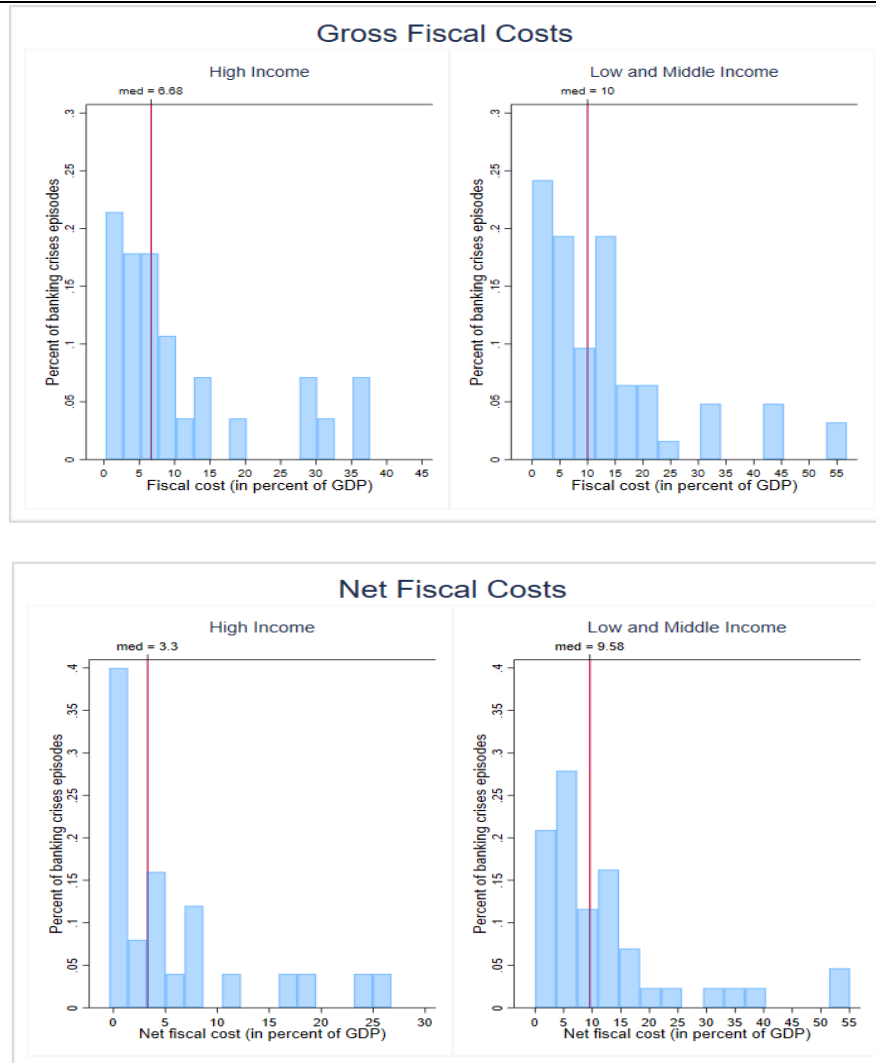 Gross Fiscal Costs
High Income
med = 6.68
Percent of banking crises episodes
.3
.25
.2
.15
.1
.05
0
0 5 10 15 20 25 30 35 40 45
Fiscal cost (in percent of GDP)
Low and Middle Income
med = 10
Percent of banking crises episodes
.3
.25
.2
.15
.1
.05
0
0 5 10 15 20 25 30 35 40 45 50 55
Fiscal cost (in percent of GDP)
Net Fiscal Costs
High Income
med = 3.3
Percent of banking crises episodes
.4
.35
.3
.25
.2
.15
.1
.05
0
0 5 10 15 20 25 30
Net fiscal cost (in percent of GDP)
Low and Middle Income
med = 9.58
Percent of banking crises episodes
.4
.35
.3
.25
.2
.15
.1
.05
0
0 5 10 15 20 25 30 35 40 45 50 55
Net fiscal cost (in percent of GDP)